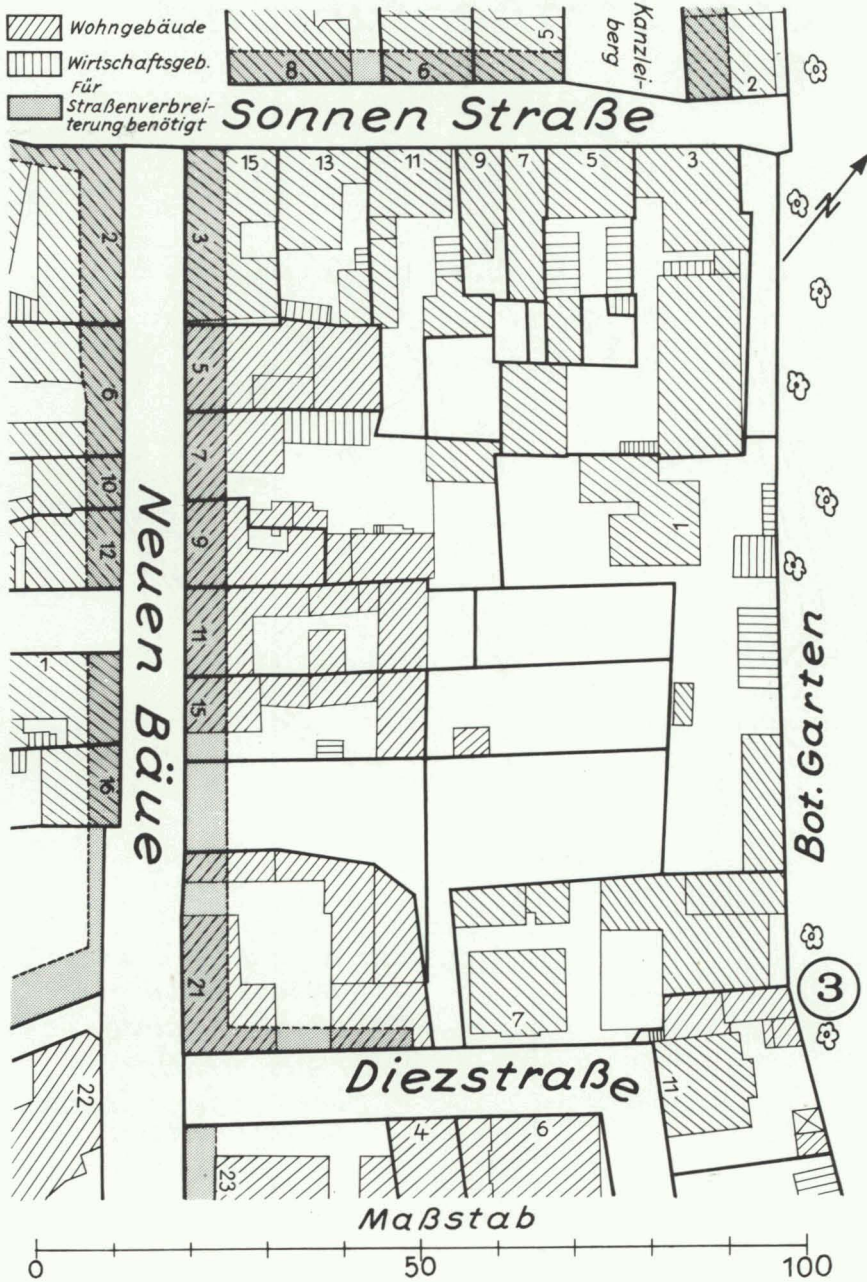 Wohngebäude
Wirtschaftsgeb.
Für
Straßenverbrei-
terung benötigt
Kanzlei-
berg
8
6
5
2
Sonnen Straße
15
13
11
9
7
5
3
2
3
5
6
7
10
9
12
1
11
1
15
16
Neuen Bäue
Bot. Garten
21
7
3
Diezstraße
11
22
4
6
23
Maßstab
0
50
100